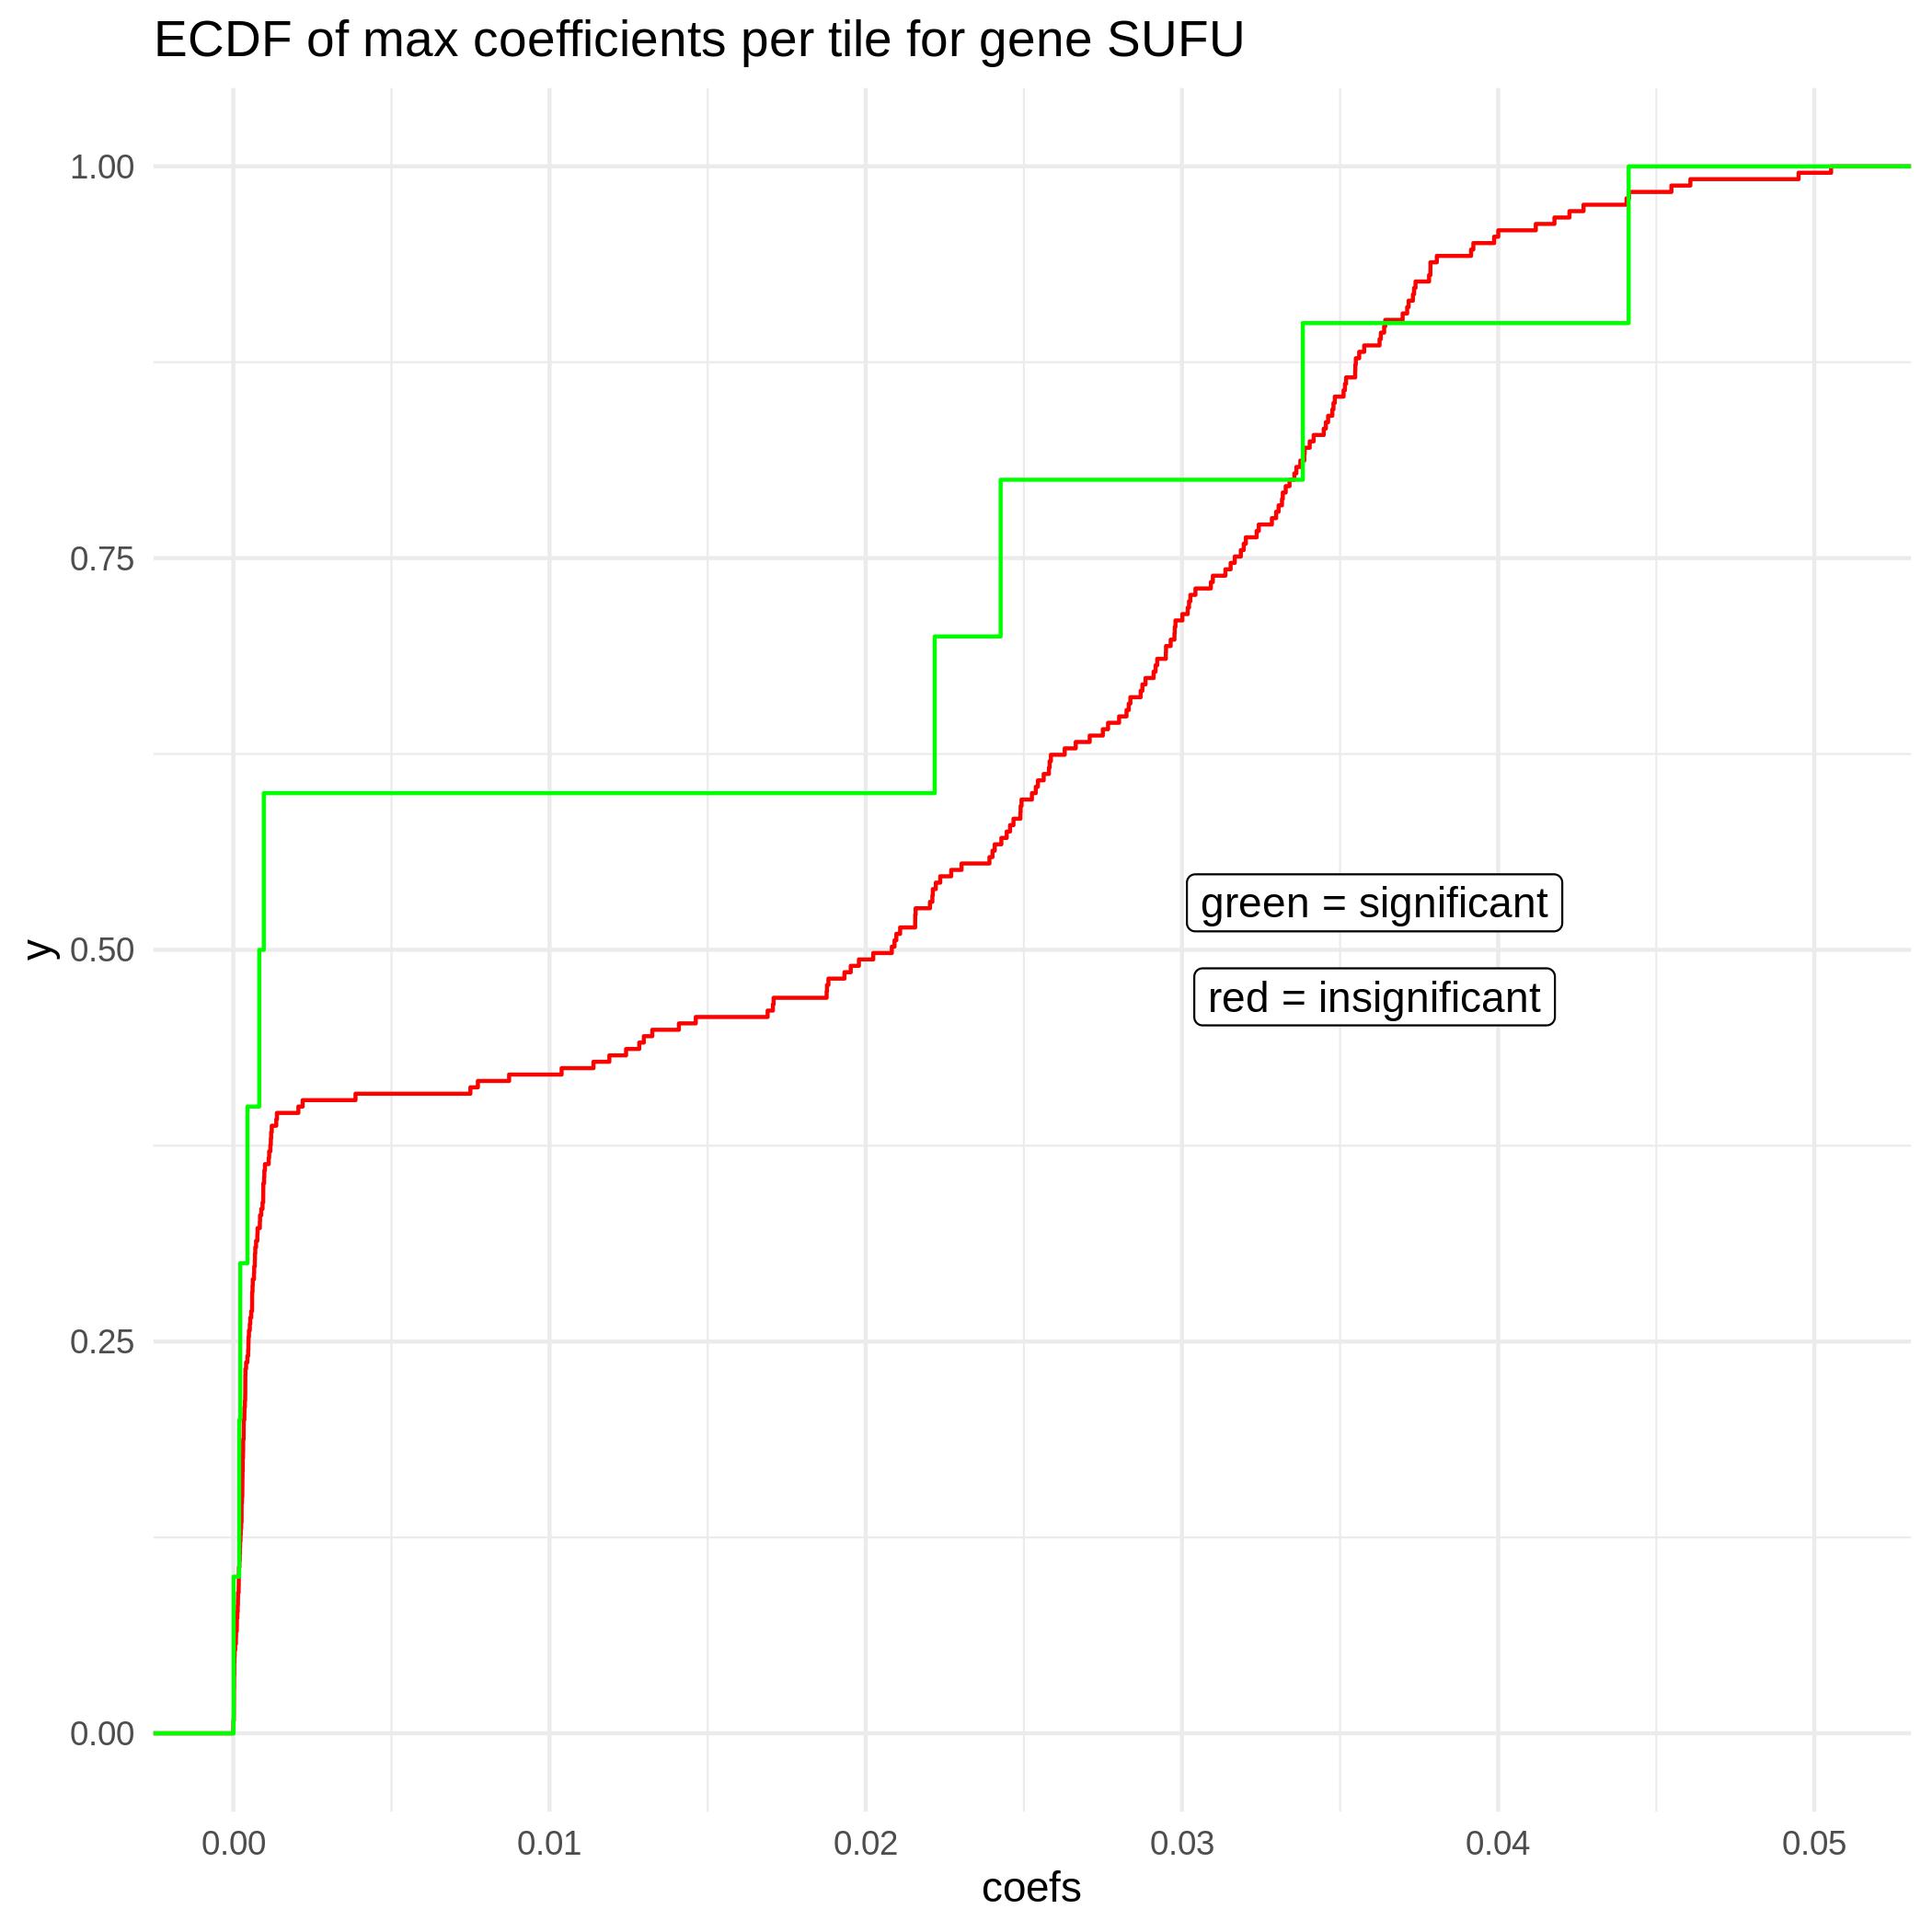 ECDF of max coefficients per tile for gene SUFU
1.00
0.75
0.50
0.25
0.00
y
green = significant
red = insignificant
0.00 0.01 0.02 0.03 0.04 0.05
coefs